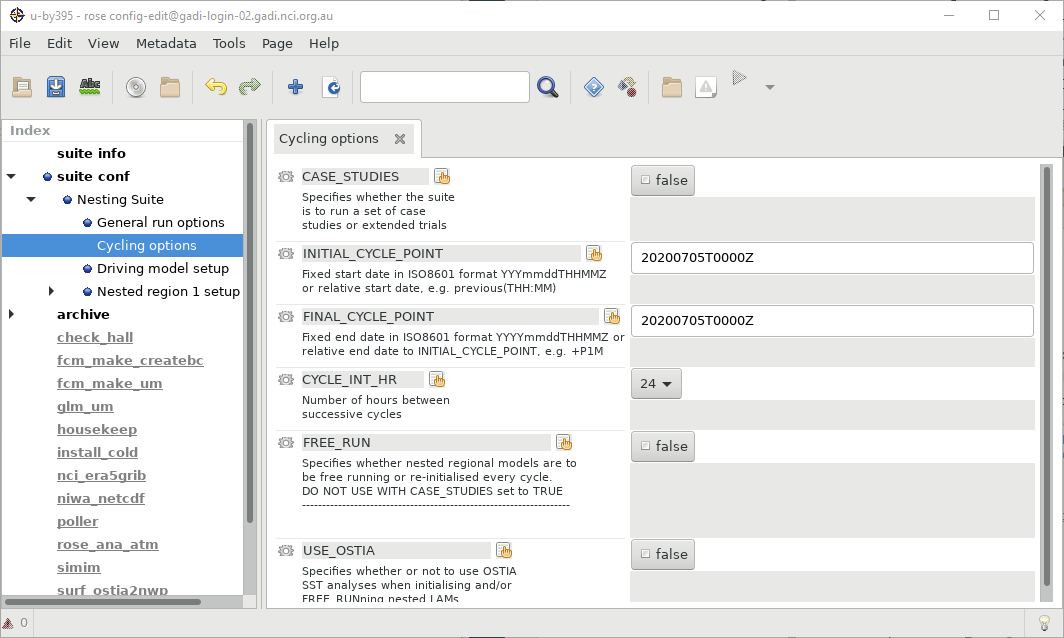 u-by395 - rose config-edit@gadi-login-02.gadi.nci.org.au
File Edit View Metadata Tools Page Help
Abc
Index
suite info
suite conf
Nesting Suite
General run options
Cycling options
Driving model setup
Nested region 1 setup
archive
check_hall
fcm_make_createbc
fcm_make_um
glm_um
housekeep
install_cold
nci_era5grib
niwa_netcdf
poller
rose_ana_atm
simim
surf_ostia2nwp
0
Cycling options
CASE_STUDIES
false
Specifies whether the suite
is to run a set of case
studies or extended trials
INITIAL_CYCLE_POINT
20200705T0000Z
Fixed start date in ISO8601 format YYYmmddTHHMMZ
or relative start date, e.g. previous(THH:MM)
FINAL_CYCLE_POINT
20200705T0000Z
Fixed end date in ISO8601 format YYYYmmddTHHMMZ or
relative end date to INITIAL_CYCLE_POINT, e.g. +P1M
CYCLE_INT_HR
24
Number of hours between
successive cycles
FREE_RUN
false
Specifies whether nested regional models are to
be free running or re-initialised every cycle.
DO NOT USE WITH CASE_STUDIES set to TRUE
-------------------------------------------------------------------
USE_OSTIA
false
Specifies whether or not to use OSTIA
SST analyses when initialising and/or
FREE_RUNning nested LAMs